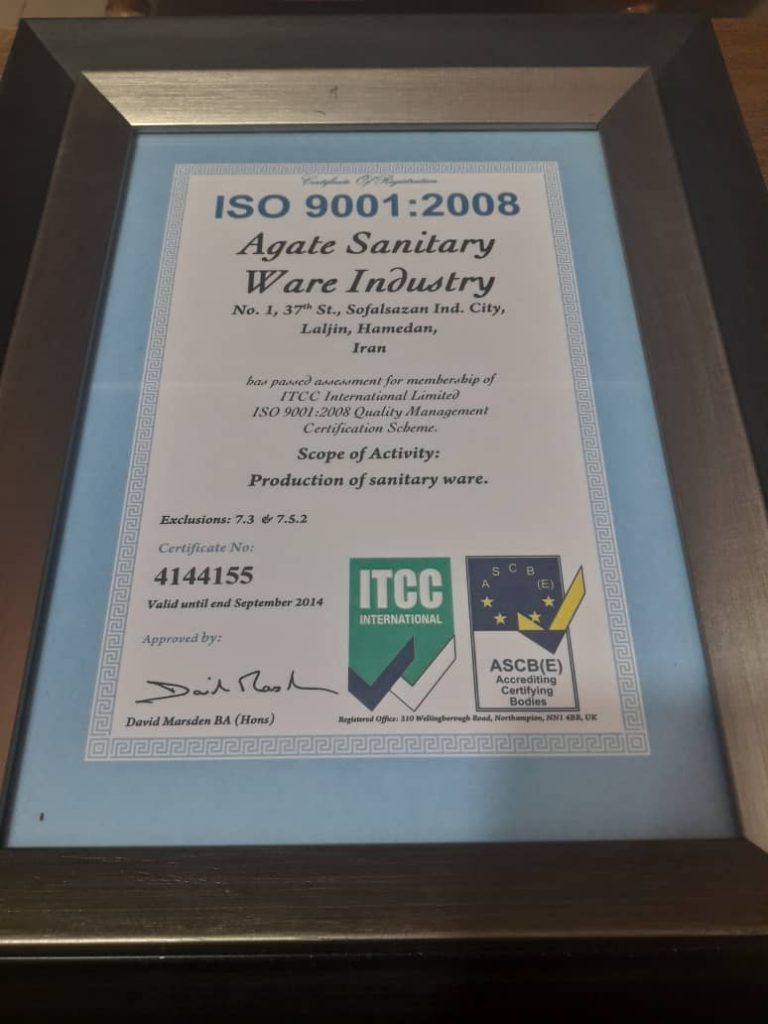 Certificate Of Registration
ISO 9001:2008
Agate Sanitary
Ware Industry
No. 1, 37th St., Sofalsazan Ind. City,
Laljin, Hamedan,
Iran
has passed assessment for membership of
ITCC International Limited
ISO 9001:2008 Quality Management
Certification Scheme.
Scope of Activity:
Production of sanitary ware.
Exclusions: 7.3 & 7.5.2
Certificate No:
4144155
Valid until end September 2014
Approved by:
David Marsden BA (Hons)
ITCC
INTERNATIONAL
A S C B (E)
ASCB(E)
Accrediting
Certifying
Bodies
Registered Office: 310 Wellingborough Road, Northampton, NN1 4EP, UK